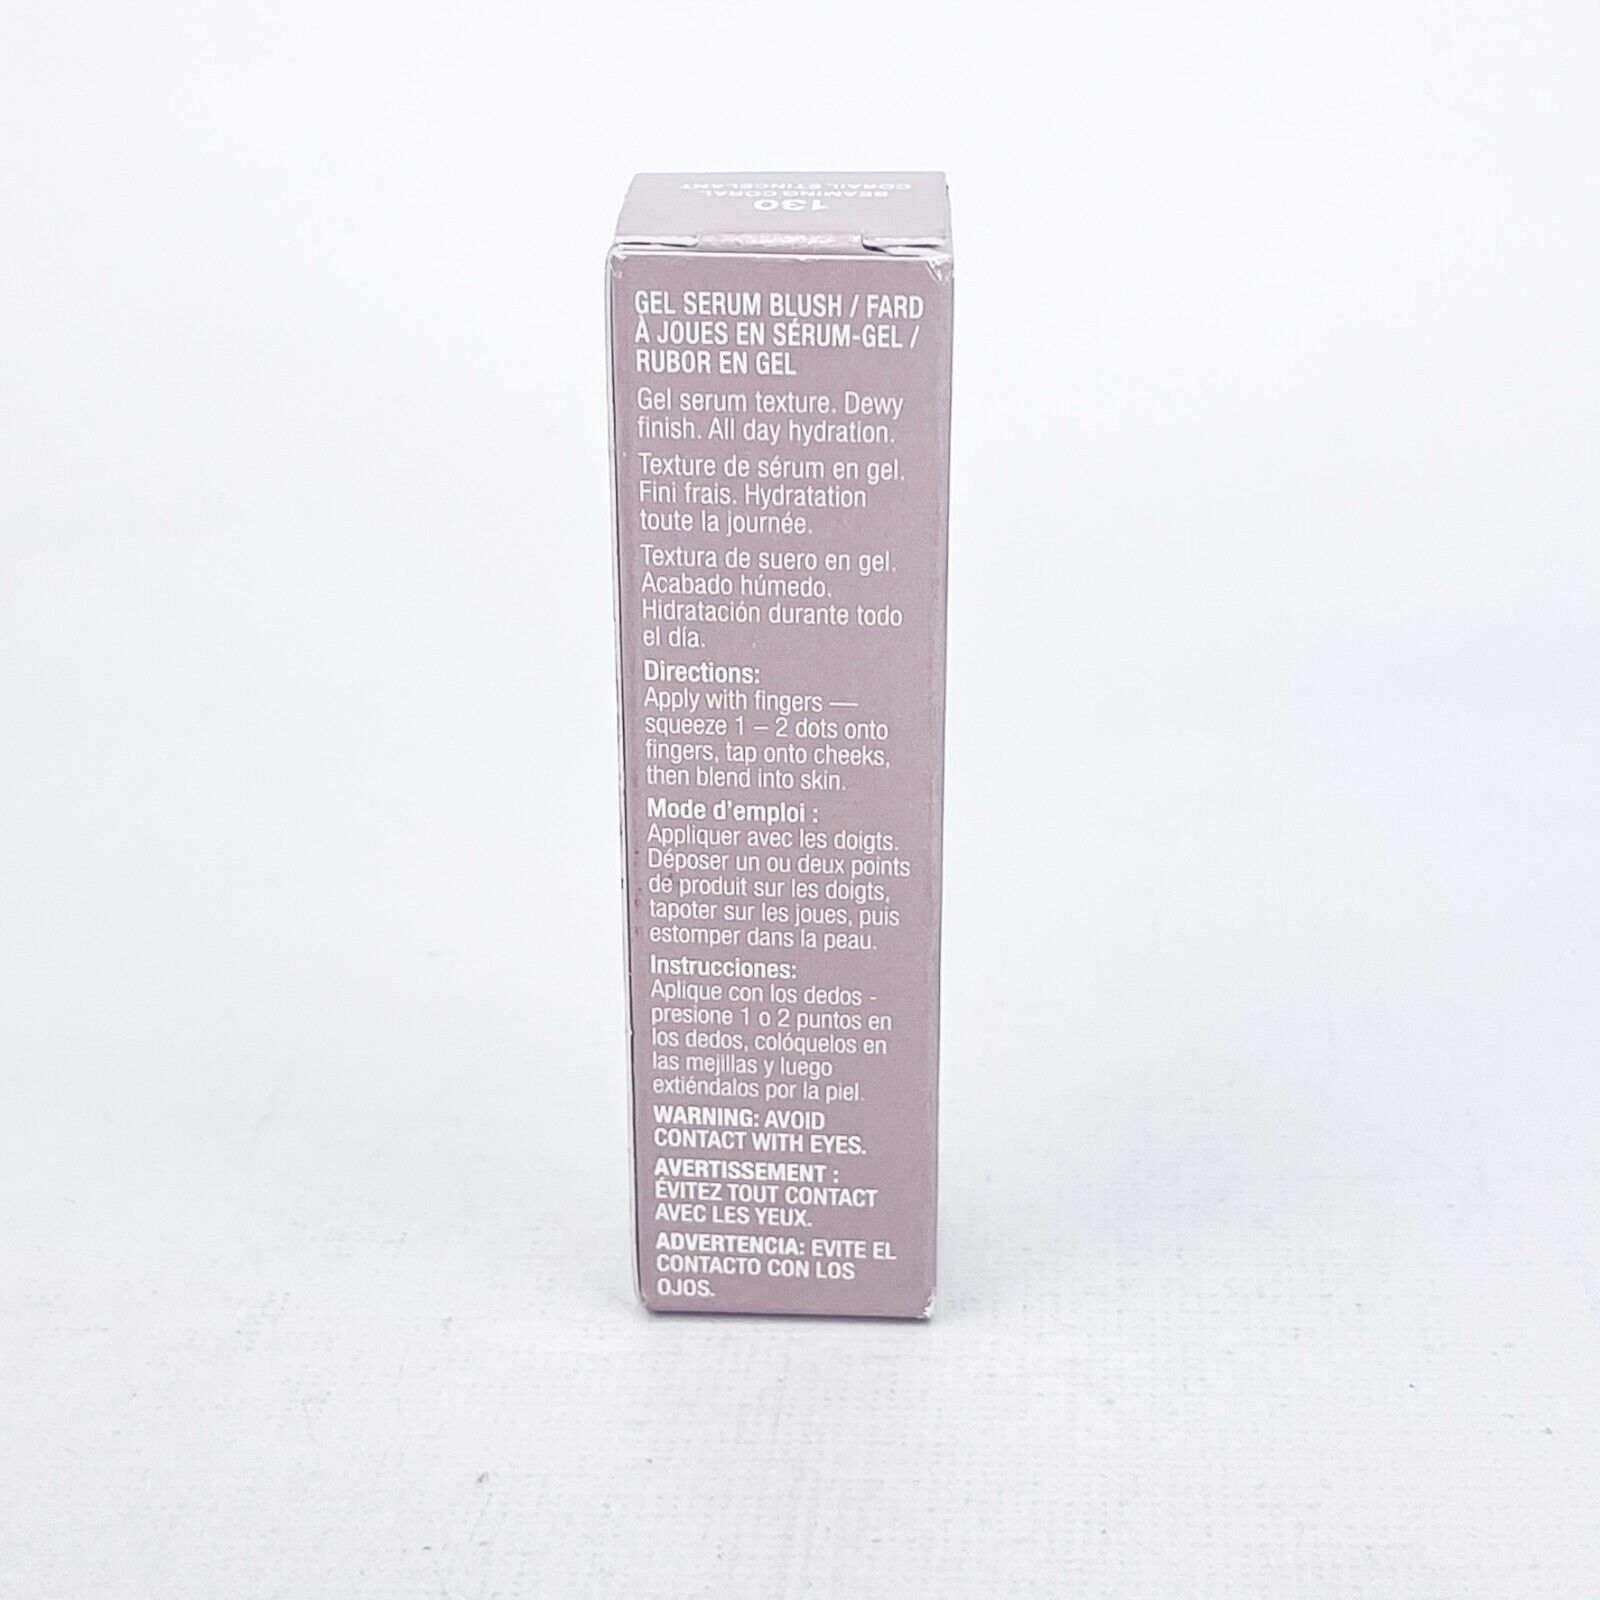 130
BEAMING CORAL
CORAIL ÉTINCELANT
GEL SERUM BLUSH / FARD
À JOUES EN SÉRUM-GEL /
RUBOR EN GEL
Gel serum texture. Dewy
finish. All day hydration.
Texture de sérum en gel.
Fini frais. Hydratation
toute la journée.
Textura de suero en gel.
Acabado húmedo.
Hidratación durante todo
el día.
Directions:
Apply with fingers —
squeeze 1 – 2 dots onto
fingers, tap onto cheeks,
then blend into skin.
Mode d'emploi :
Appliquer avec les doigts.
Déposer un ou deux points
de produit sur les doigts,
tapoter sur les joues, puis
estomper dans la peau.
Instrucciones:
Aplique con los dedos -
presione 1 o 2 puntos en
los dedos, colóquelos en
las mejillas y luego
extiéndalos por la piel.
WARNING: AVOID
CONTACT WITH EYES.
AVERTISSEMENT :
ÉVITEZ TOUT CONTACT
AVEC LES YEUX.
ADVERTENCIA: EVITE EL
CONTACTO CON LOS
OJOS.